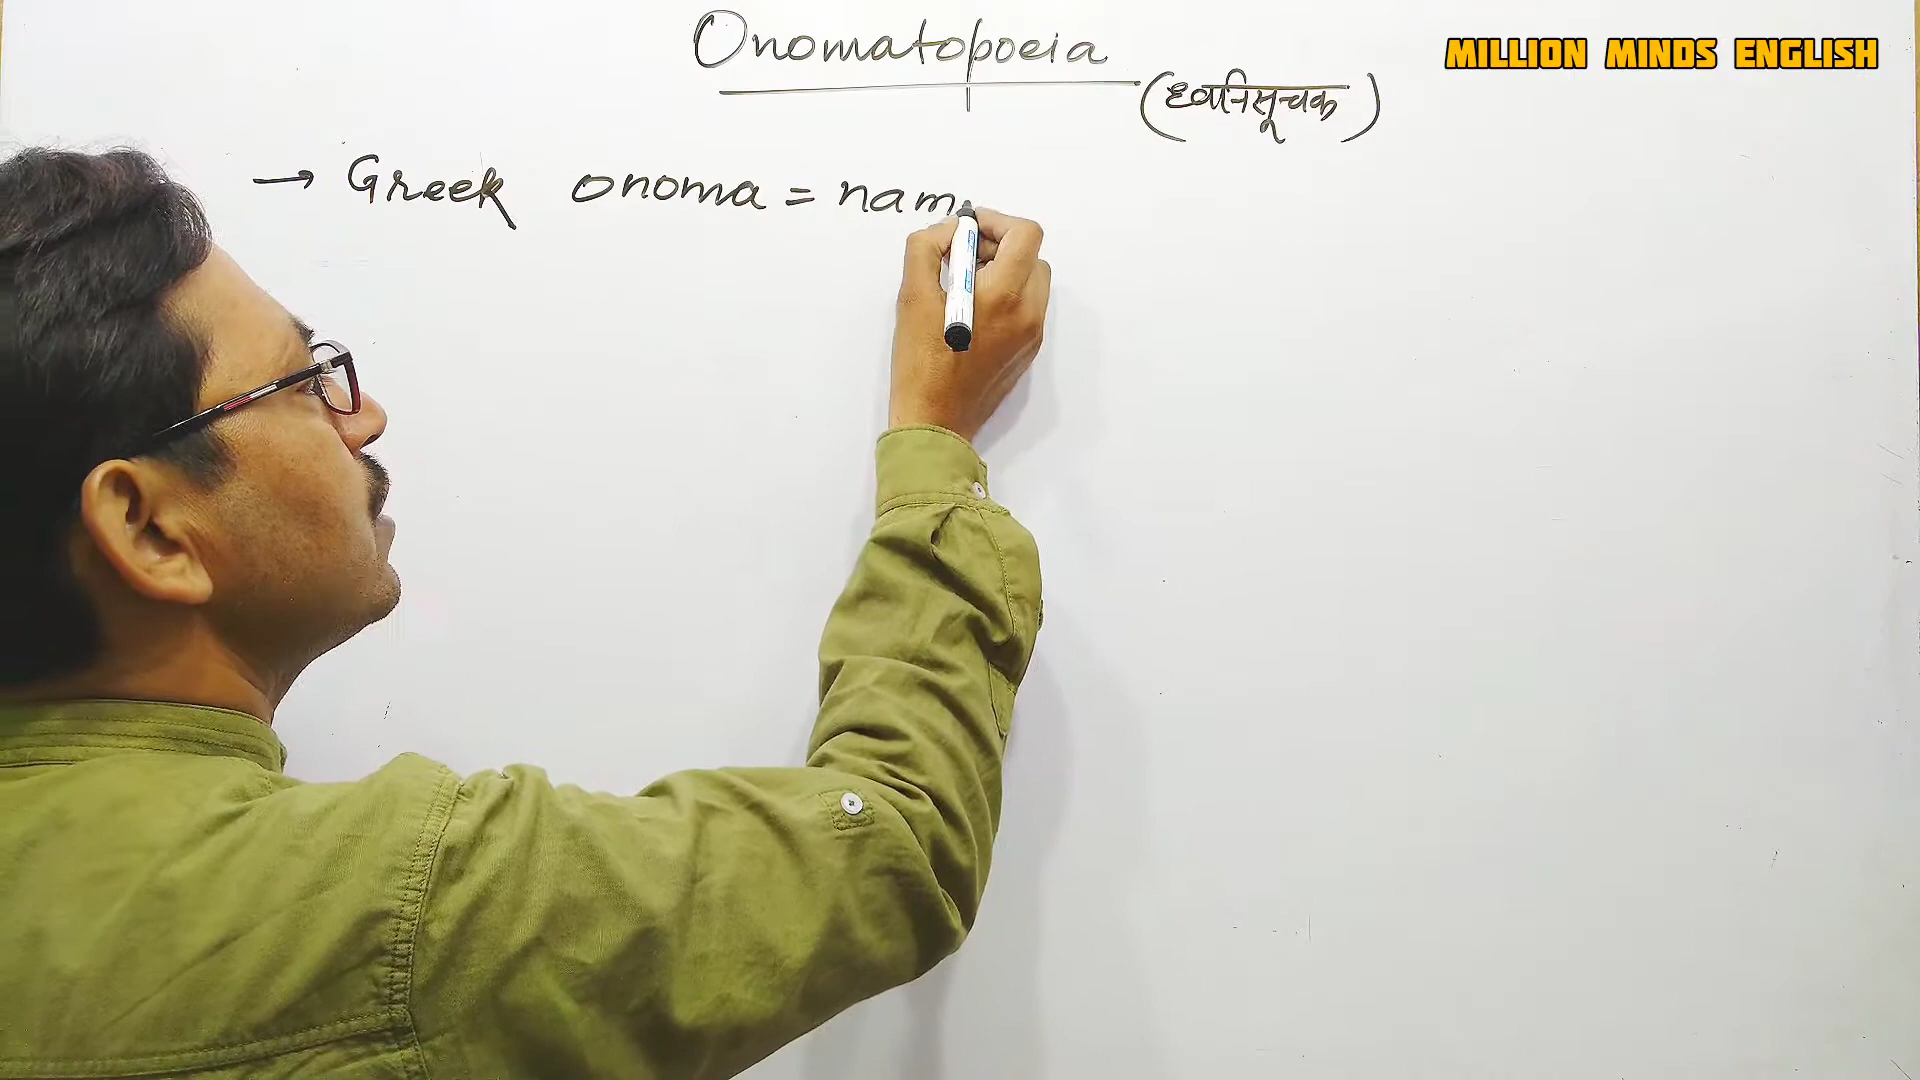 Onomatopoeia
MILLION MINDS ENGLISH
(ध्वनिसूचक)
→ Greek onoma = nam